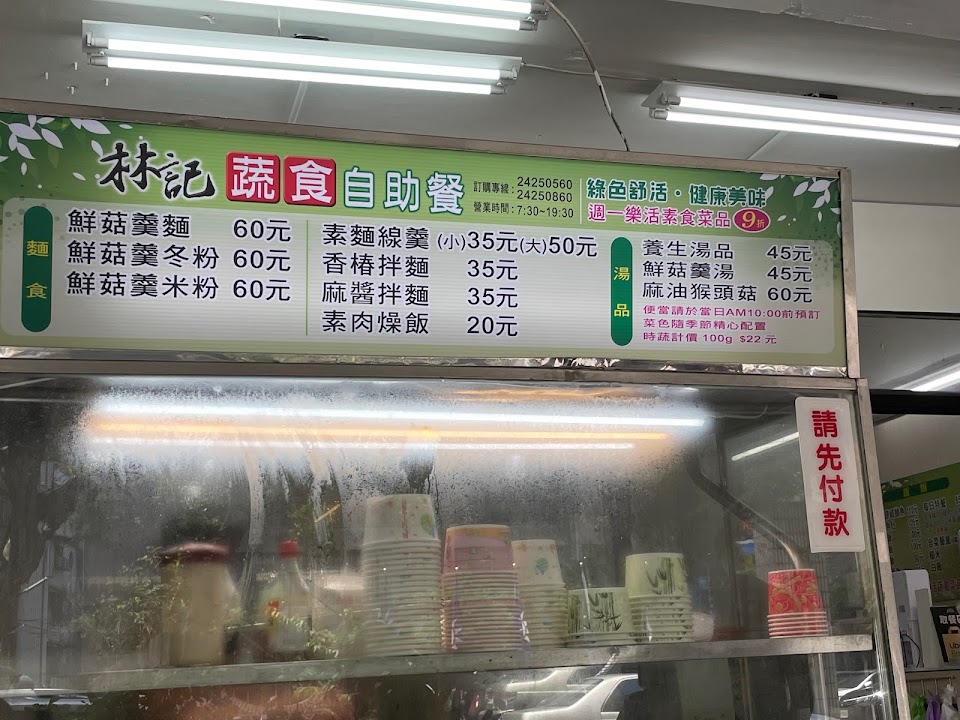 林記 蔬食自助餐
訂購專線：24250560
24250860
營業時間：7:30~19:30
綠色舒活·健康美味
週一樂活素食菜品 9折
麵食
鮮菇羹麵 60元
鮮菇羹冬粉 60元
鮮菇羹米粉 60元
素麵線羹 (小)35元(大)50元
香椿拌麵 35元
麻醬拌麵 35元
素肉燥飯 20元
湯品
養生湯品 45元
鮮菇羹湯 45元
麻油猴頭菇 60元
便當請於當日AM10:00前預訂
菜色隨季節精心配置
時蔬計價 100g $22元
請先付款